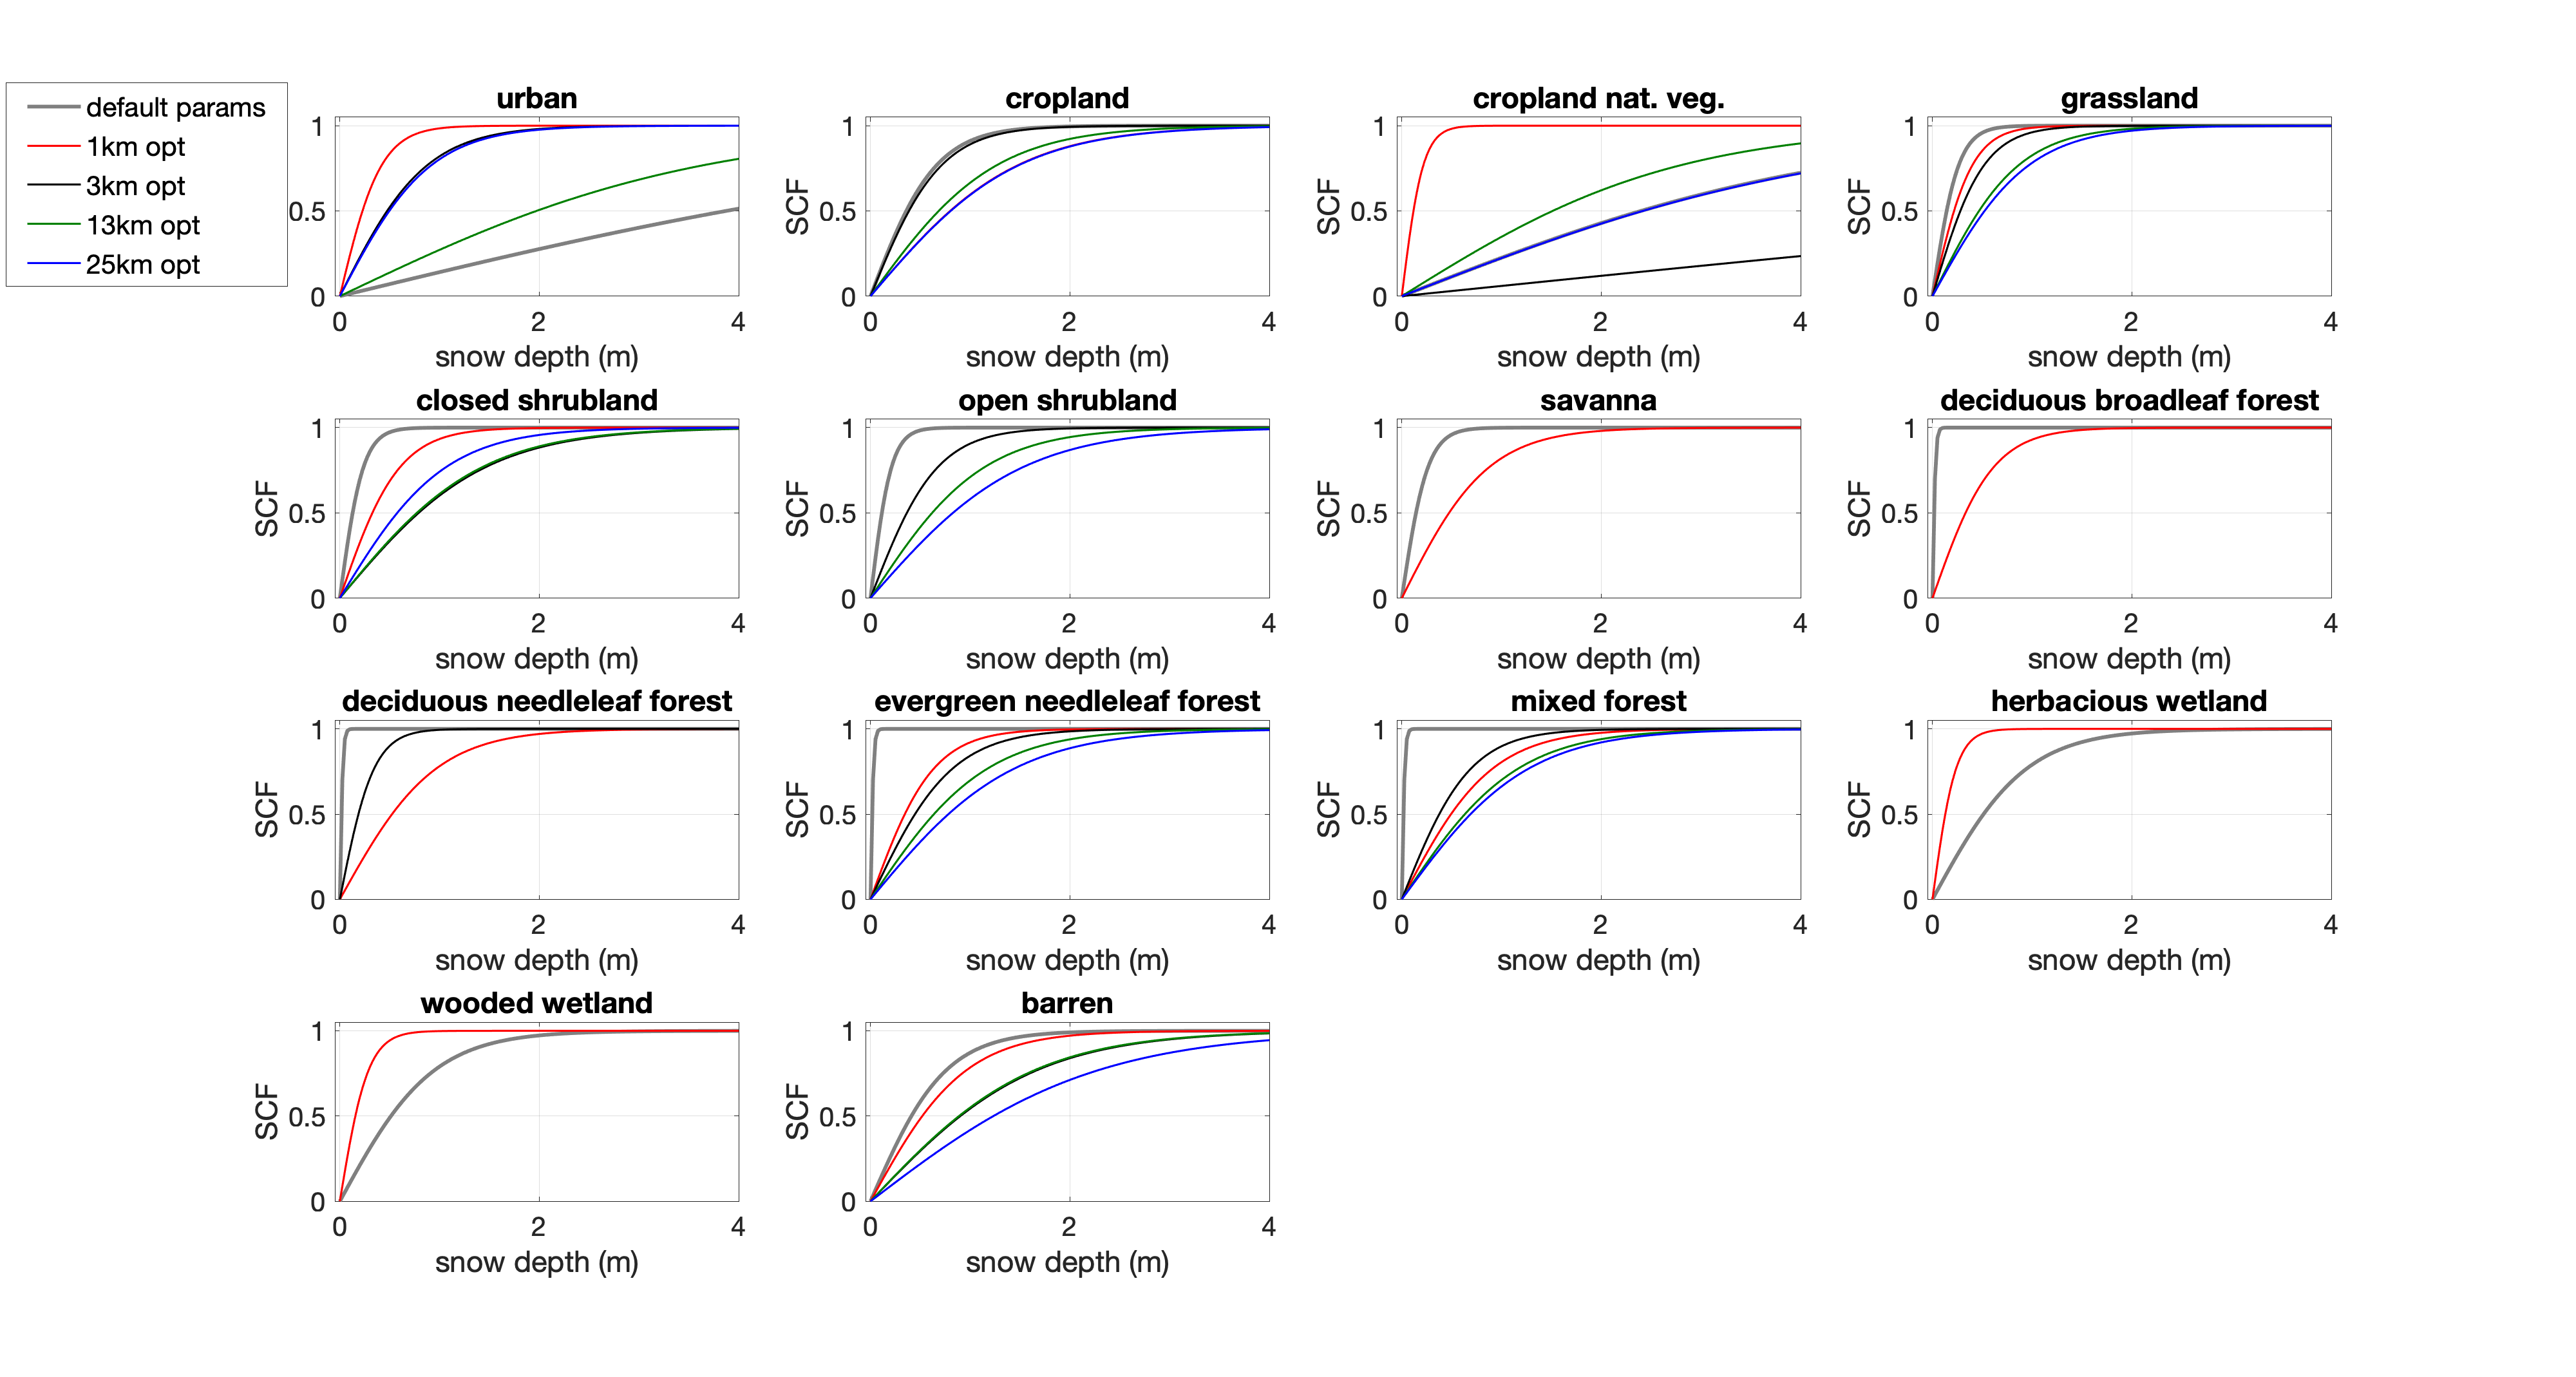 default params
1km opt
3km opt
13km opt
25km opt
urban
1
0.5
0
0 2 4
snow depth (m)
cropland
SCF
1
0.5
0
0 2 4
snow depth (m)
cropland nat. veg.
SCF
1
0.5
0
0 2 4
snow depth (m)
grassland
SCF
1
0.5
0
0 2 4
snow depth (m)
closed shrubland
SCF
1
0.5
0
0 2 4
snow depth (m)
open shrubland
SCF
1
0.5
0
0 2 4
snow depth (m)
savanna
SCF
1
0.5
0
0 2 4
snow depth (m)
deciduous broadleaf forest
SCF
1
0.5
0
0 2 4
snow depth (m)
deciduous needleleaf forest
SCF
1
0.5
0
0 2 4
snow depth (m)
evergreen needleleaf forest
SCF
1
0.5
0
0 2 4
snow depth (m)
mixed forest
SCF
1
0.5
0
0 2 4
snow depth (m)
herbacious wetland
SCF
1
0.5
0
0 2 4
snow depth (m)
wooded wetland
SCF
1
0.5
0
0 2 4
snow depth (m)
barren
SCF
1
0.5
0
0 2 4
snow depth (m)